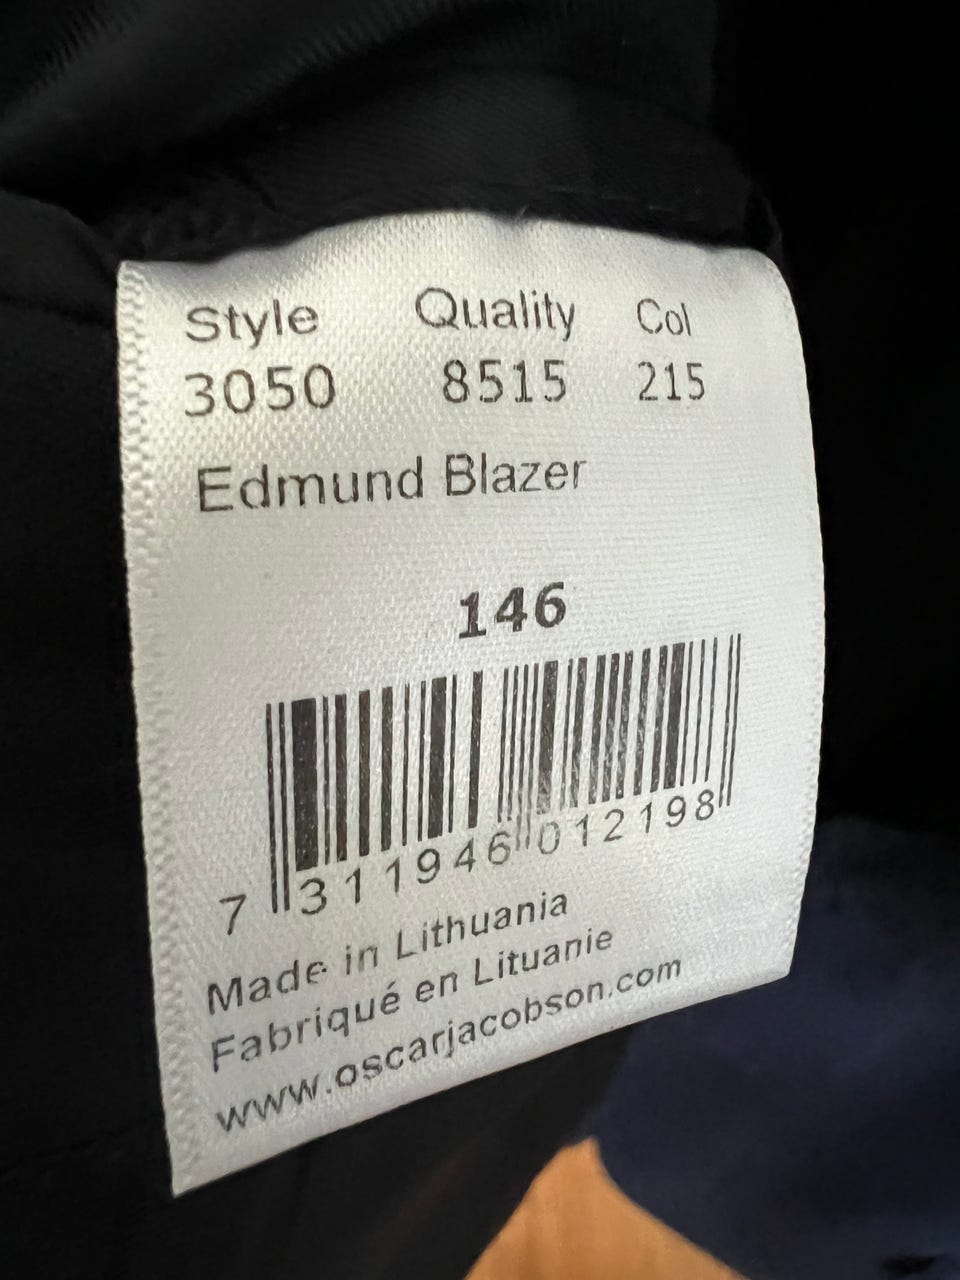 Style Quality Col
3050 8515 215
Edmund Blazer
146
7 311946 012198
Made in Lithuania
Fabriqué en Lituanie
www.oscarjacobson.com